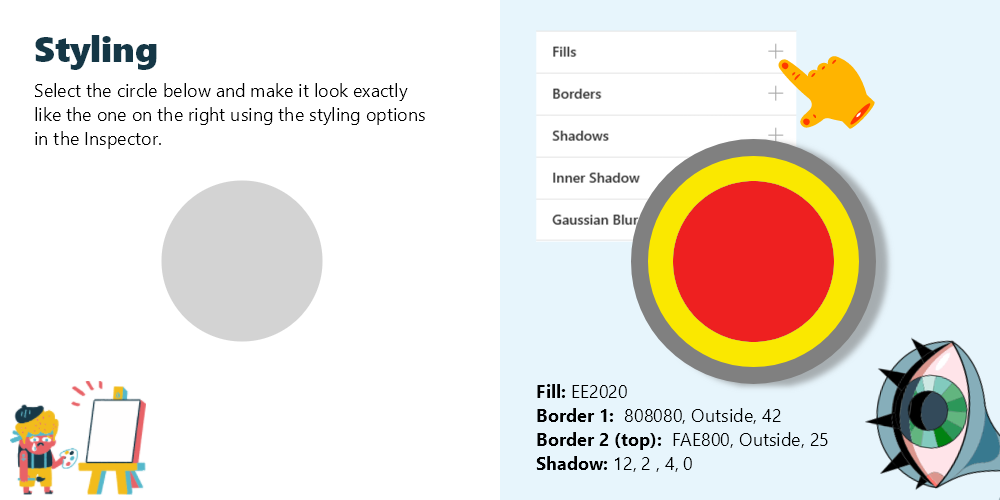 Styling
Select the circle below and make it look exactly
like the one on the right using the styling options
in the Inspector.
Fills
Borders
Shadows
Inner Shadow
Gaussian Blur
Fill: EE2020
Border 1: 808080, Outside, 42
Border 2 (top): FAE800, Outside, 25
Shadow: 12, 2 , 4, 0